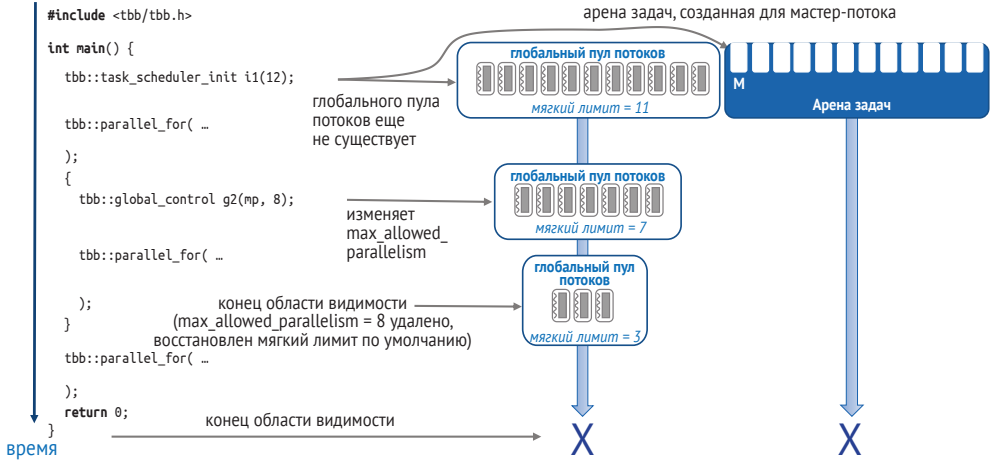 #include <tbb/tbb.h>
арена задач, созданная для мастер-потока
int main() {
глобальный пул потоков
tbb::task_scheduler_init i1(12);
мягкий лимит = 11
M
Арена задач
глобального пула
потоков еще
не существует
tbb::parallel_for( …
);
{
глобальный пул потоков
tbb::global_control g2(mp, 8);
мягкий лимит = 7
изменяет
max_allowed_
parallelism
tbb::parallel_for( …
глобальный пул
потоков
);
конец области видимости
(max_allowed_parallelism = 8 удалено,
восстановлен мягкий лимит по умолчанию)
мягкий лимит = 3
}
tbb::parallel_for( …
);
return 0;
}
конец области видимости
X
X
время